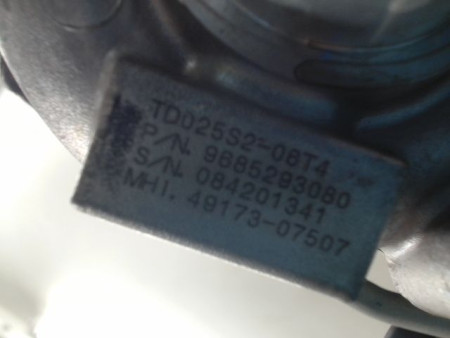 TD025S2-06T4
P/N. 9685293080
S/N. 084201341
MHI. 49173-07507